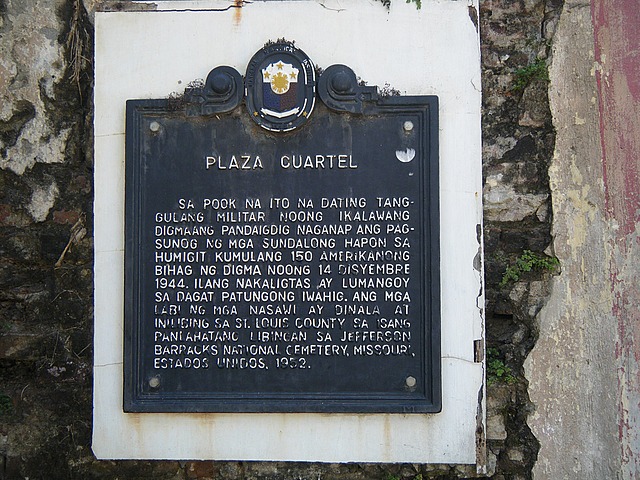 PLAZA CUARTEL
SA POOK NA ITO NA DATING TANG-
GULANG MILITAR NOONG IKALAWANG
DIGMAANG PANDAIGDIG NAGANAP ANG PAG-
SUNOG NG MGA SUNDALONG HAPON SA
HUMIGIT KUMULANG 150 AMERIKANONG
BIHAG NG DIGMA NOONG 14 DISYEMBRE
1944. ILANG NAKALIGTAS AY LUMANGOY
SA DAGAT PATUNGONG IWAHIG. ANG MGA
LABI NG MGA NASAWI AY DINALA AT
INILIBING SA ST. LOUIS COUNTY SA ISANG
PANLAHATANG LIBINGAN SA JEFFERSON
BARRACKS NATIONAL CEMETERY, MISSOURI,
ESTADOS UNIDOS, 1952.